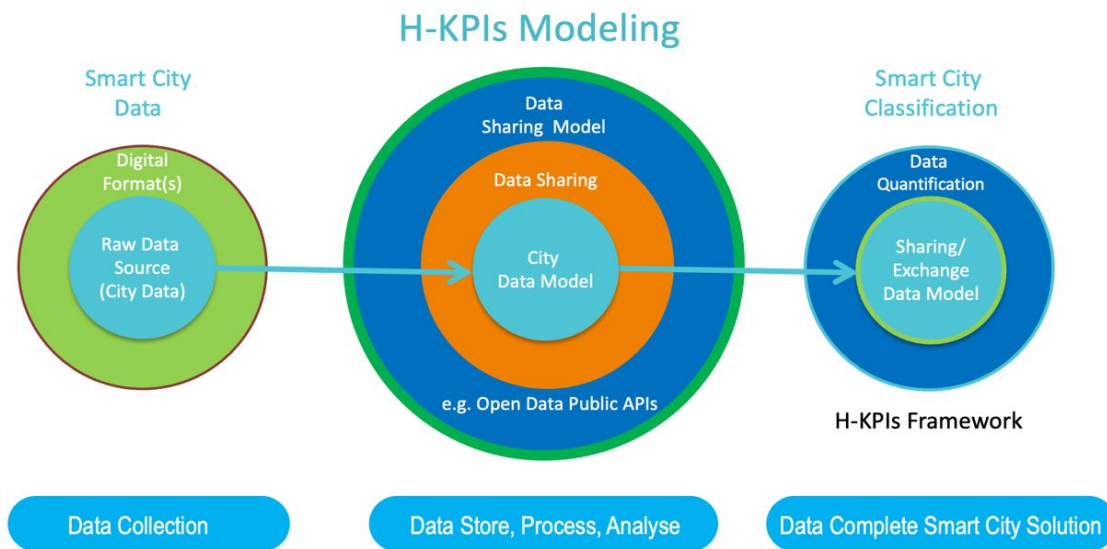 H-KPIs Modeling
Smart City
Data
Digital
Format(s)
Raw Data
Source
(City Data)
Data
Sharing Model
Data Sharing
City
Data Model
e.g. Open Data Public APIs
Smart City
Classification
Data
Quantification
Sharing/
Exchange
Data Model
H-KPIs Framework
Data Collection
Data Store, Process, Analyse
Data Complete Smart City Solution